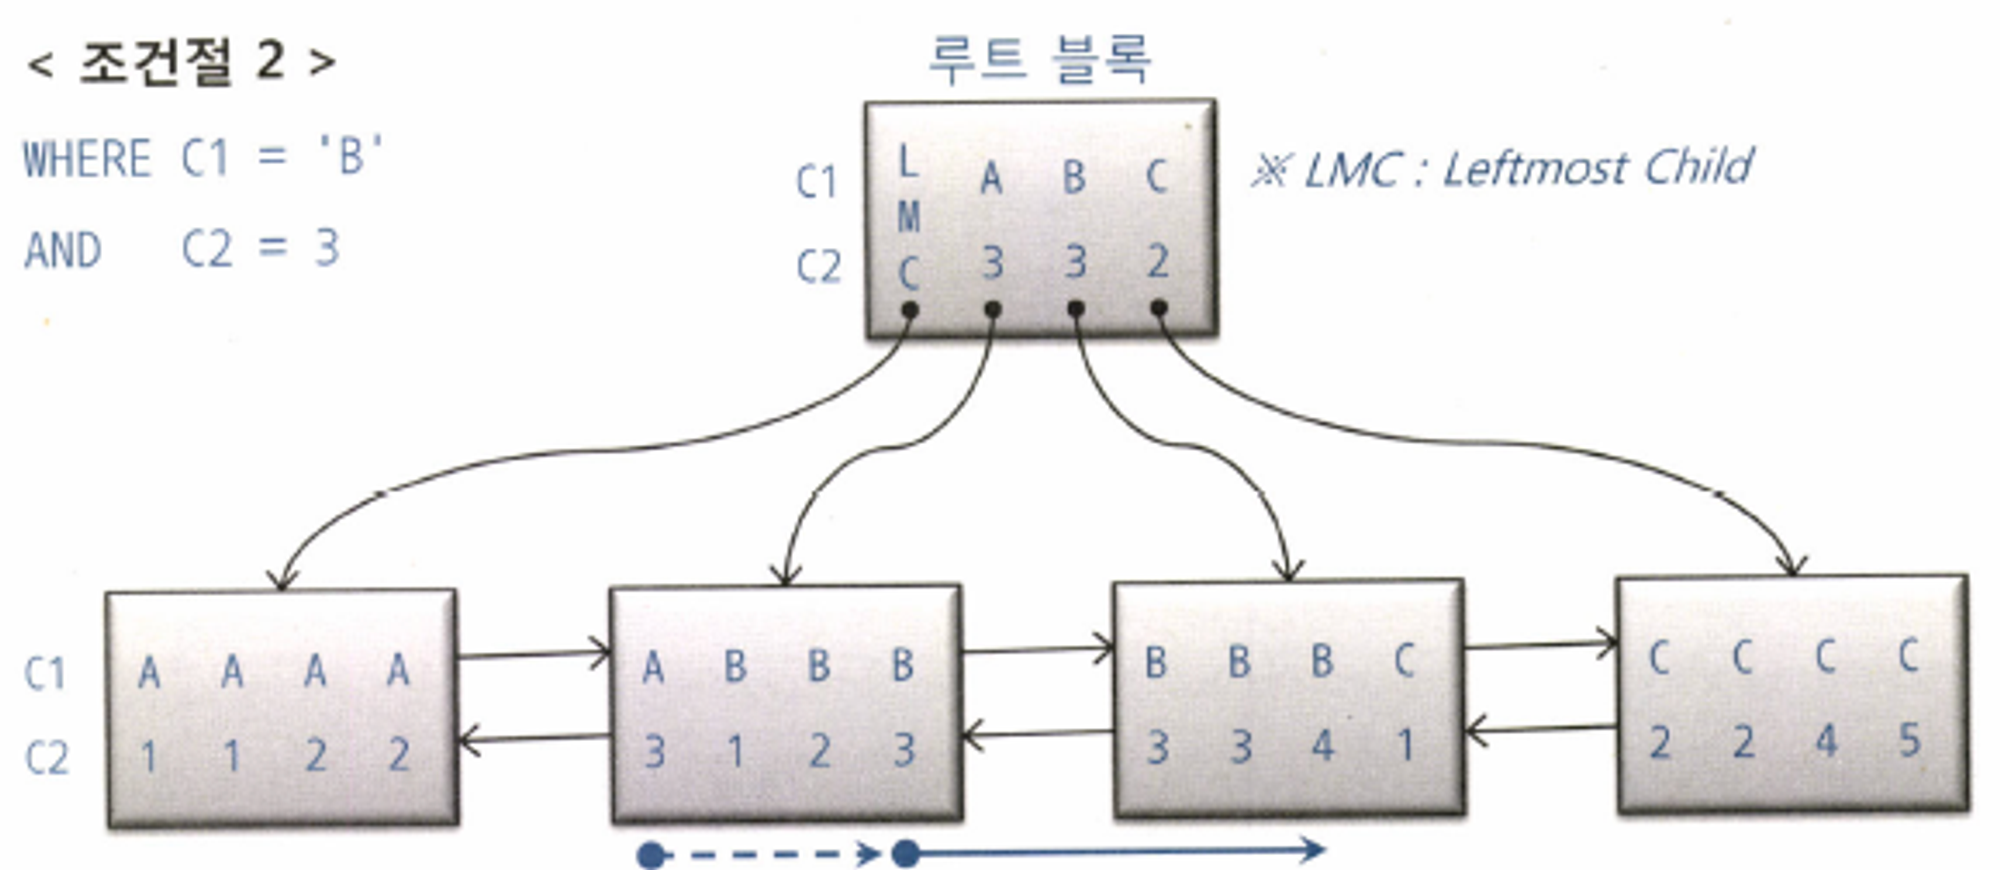 < 조건절 2 >
WHERE C1 = 'B'
AND C2 = 3
루트 블록
LMC A B C
C1
C2 3 3 2
※ LMC : Leftmost Child
C1 A A A A A B B B B B B C C C C C
C2 1 1 2 2 3 1 2 3 3 3 4 1 2 2 4 5